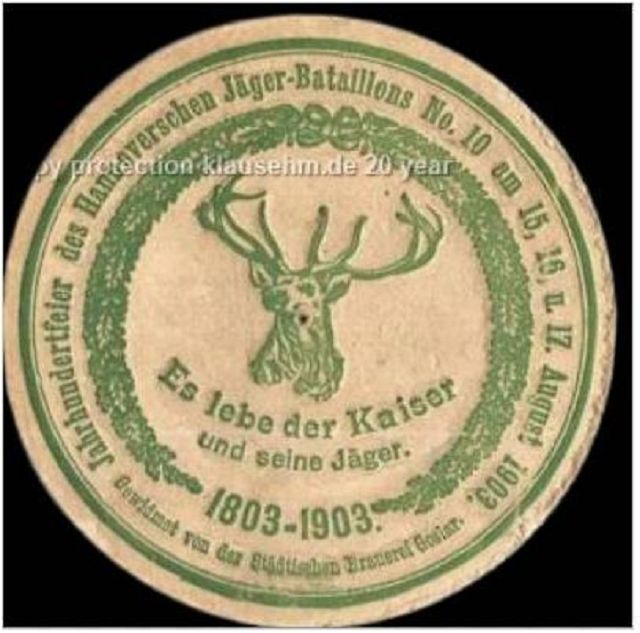 Jahrhundertfeier des Hannoverschen Jäger-Bataillons No. 10 am 15, 16, u. 17. August 1903.
py protection klausehm.de 20 year
Es lebe der Kaiser
und seine Jäger.
1803-1903.
Gewidmet von der Städtischen Brauerei Goslar.